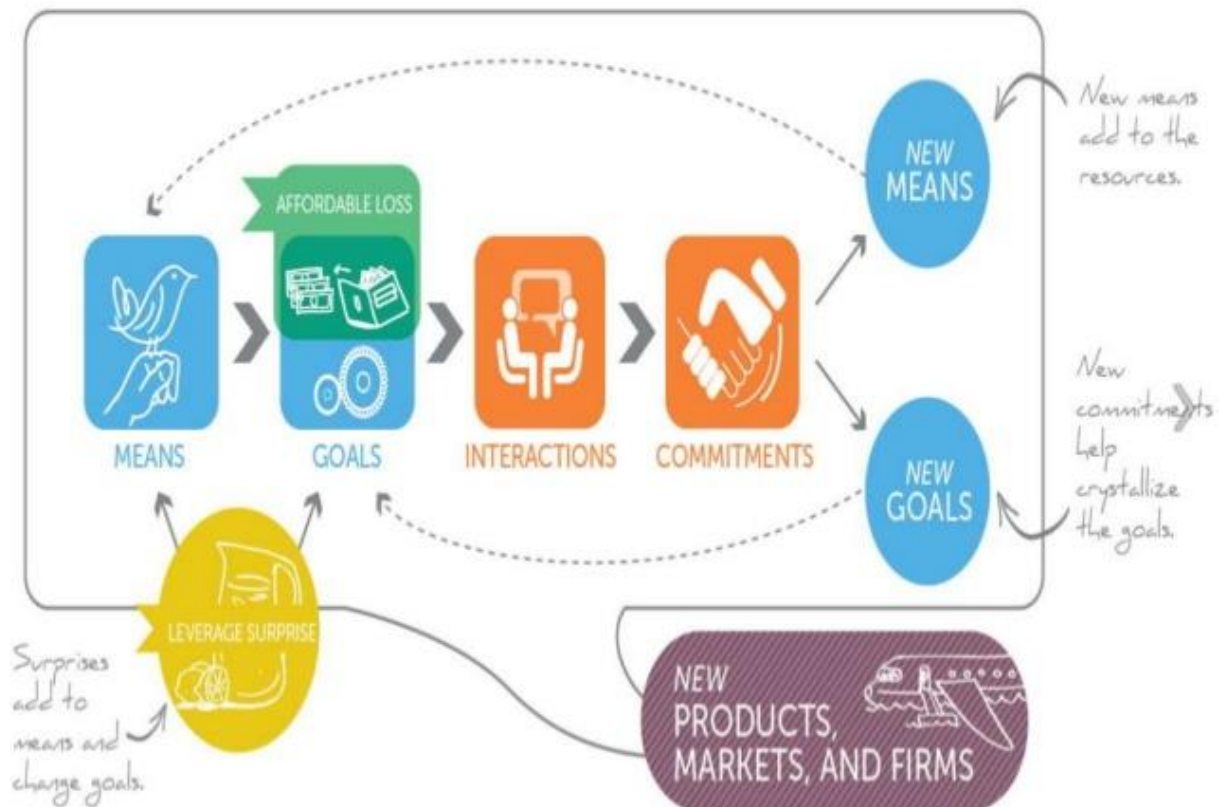 NEW
MEANS
New means
add to the
resources.
AFFORDABLE LOSS
MEANS
GOALS
INTERACTIONS
COMMITMENTS
NEW
GOALS
New
commitments
help
crystallize
the goals.
LEVERAGE SURPRISE
Surprises
add to
means and
change goals.
NEW
PRODUCTS,
MARKETS, AND FIRMS